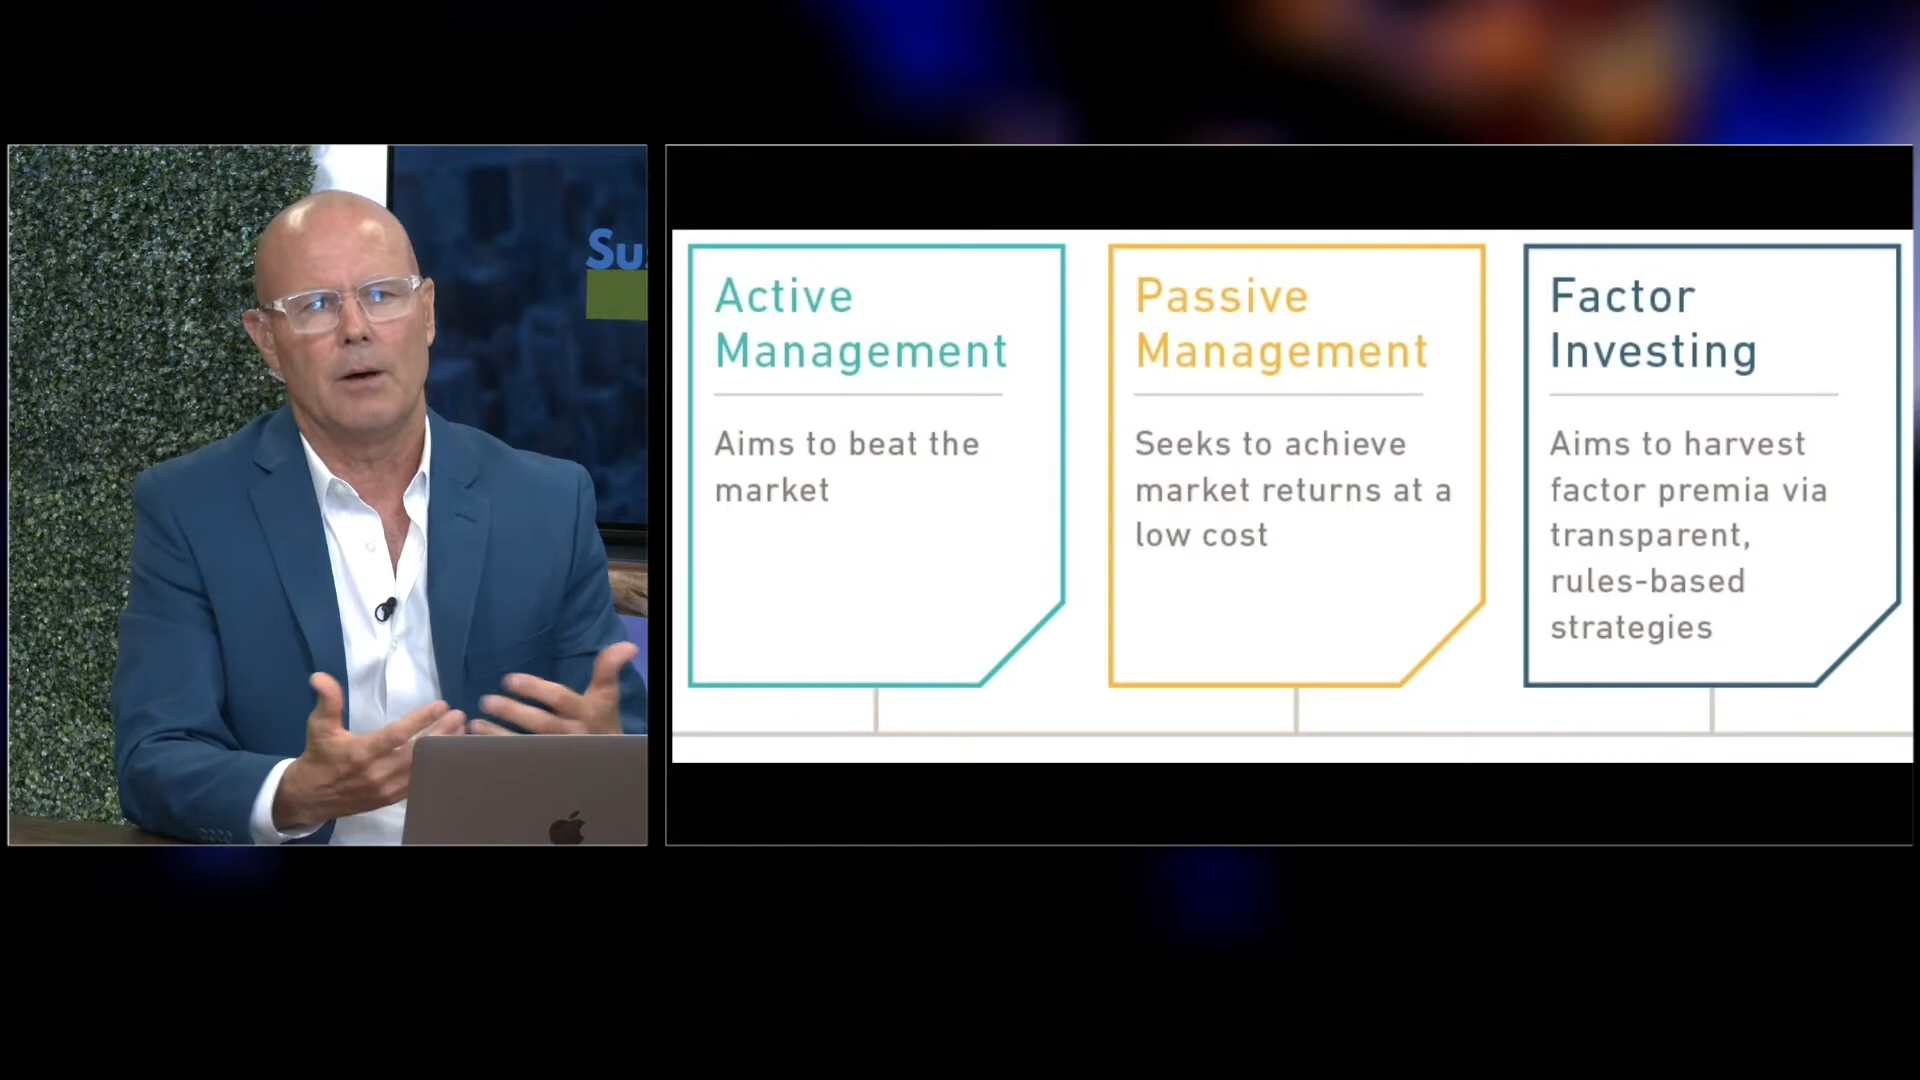 Su
Active
Management
Aims to beat the
market
Passive
Management
Seeks to achieve
market returns at a
low cost
Factor
Investing
Aims to harvest
factor premia via
transparent,
rules-based
strategies